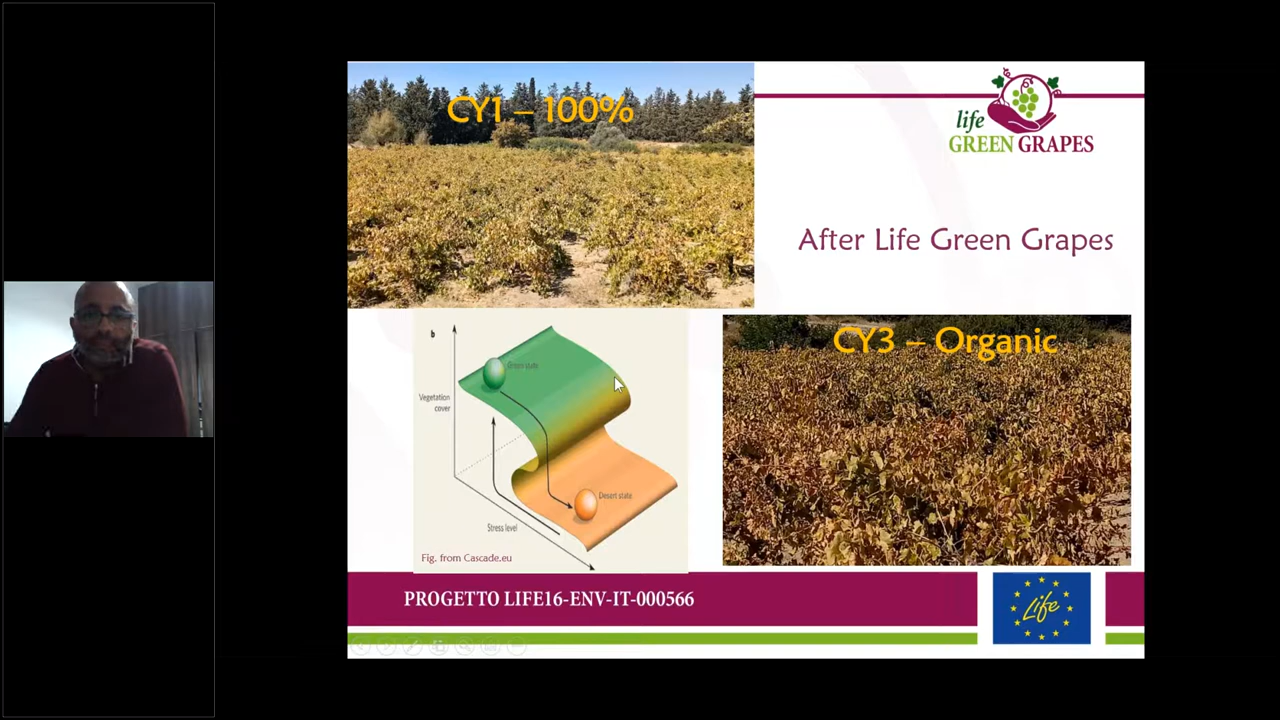 CY1 – 100%
life
GREEN GRAPES
After Life Green Grapes
b
Green state
Vegetation
cover
Desert state
Stress level
Fig. from Cascade.eu
CY3 – Organic
PROGETTO LIFE16-ENV-IT-000566
Life